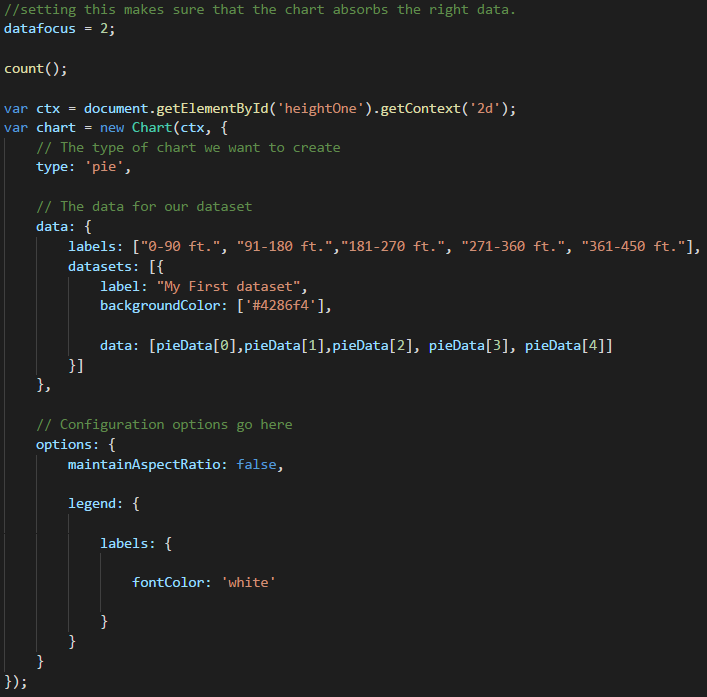 //setting this makes sure that the chart absorbs the right data.
datafocus = 2;
count();
var ctx = document.getElementById('heightOne').getContext('2d');
var chart = new Chart(ctx, {
// The type of chart we want to create
type: 'pie',
// The data for our dataset
data: {
labels: ["0-90 ft.", "91-180 ft.","181-270 ft.", "271-360 ft.", "361-450 ft."],
datasets: [{
label: "My First dataset",
backgroundColor: ['#4286f4'],
data: [pieData[0],pieData[1],pieData[2], pieData[3], pieData[4]]
}]
},
// Configuration options go here
options: {
maintainAspectRatio: false,
legend: {
labels: {
fontColor: 'white'
}
}
}
});